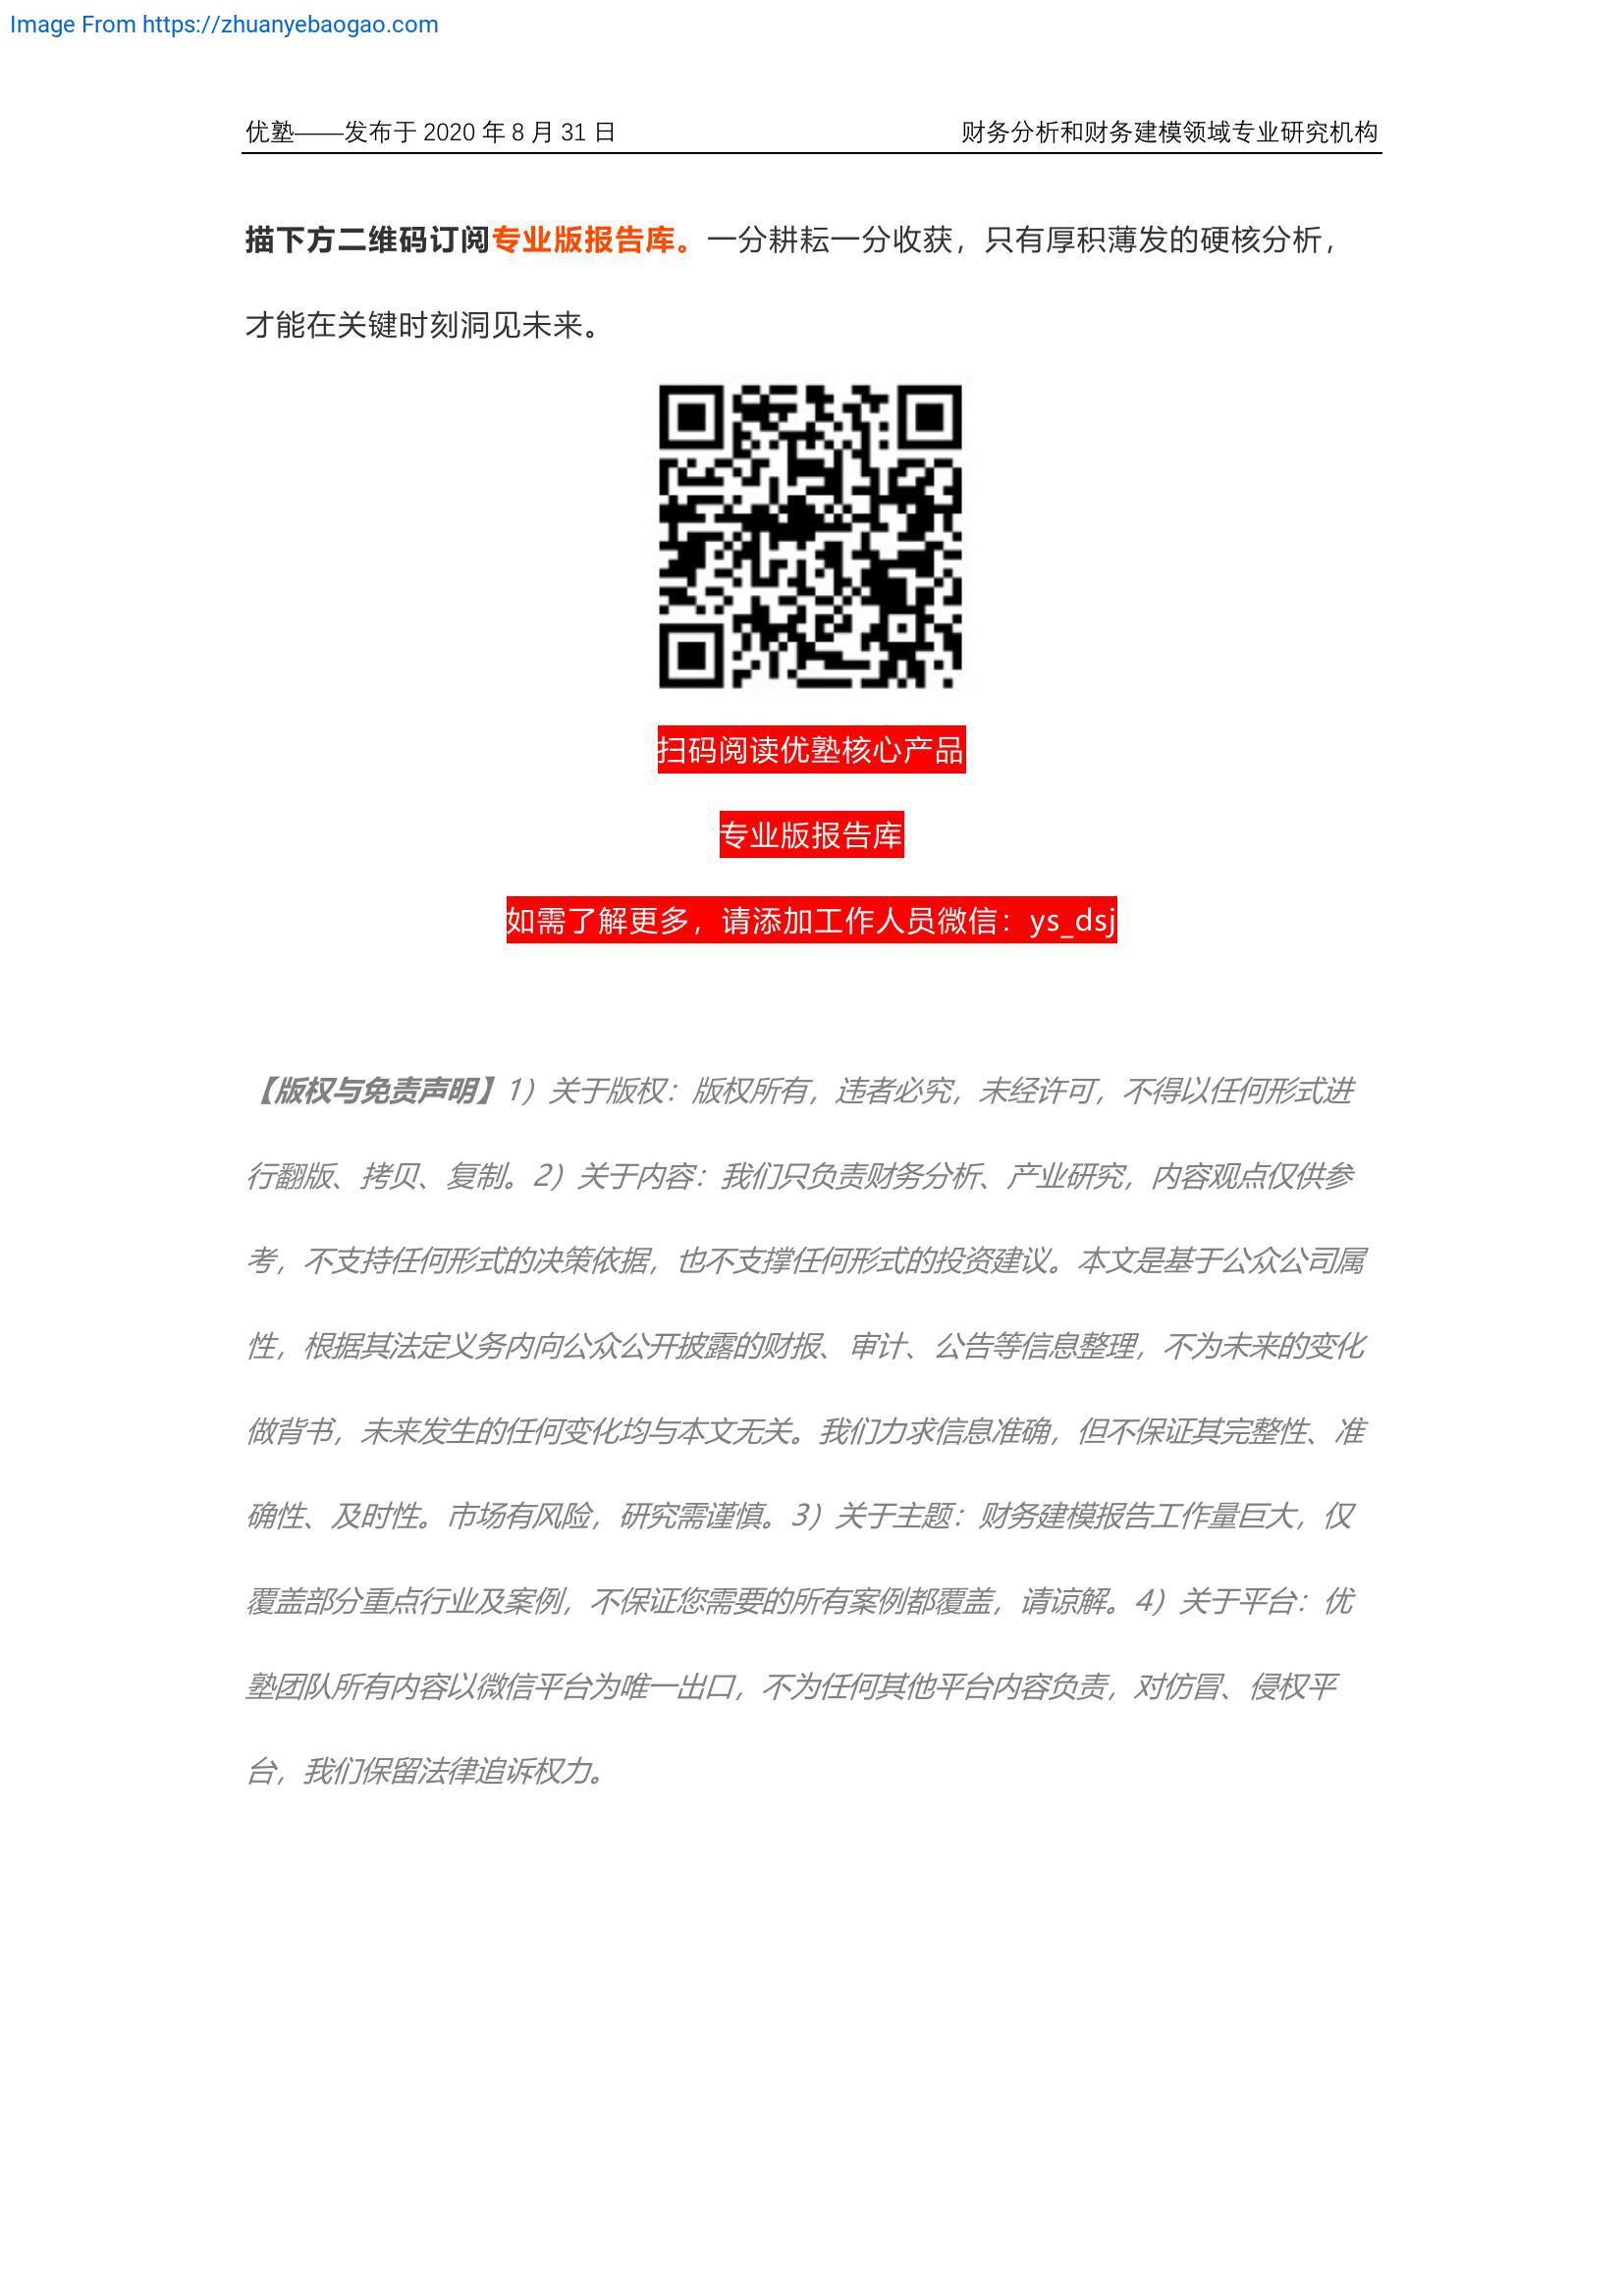 Image From https://zhuanyebaogao.com
优塾——发布于 2020 年 8 月 31 日 财务分析和财务建模领域专业研究机构
描下方二维码订阅专业版报告库。一分耕耘一分收获，只有厚积薄发的硬核分析，
才能在关键时刻洞见未来。
扫码阅读优塾核心产品
专业版报告库
如需了解更多，请添加工作人员微信：ys_dsj
【版权与免责声明】1）关于版权：版权所有，违者必究，未经许可，不得以任何形式进
行翻版、拷贝、复制。2）关于内容：我们只负责财务分析、产业研究，内容观点仅供参
考，不支持任何形式的决策依据，也不支撑任何形式的投资建议。本文是基于公众公司属
性，根据其法定义务内向公众公开披露的财报、审计、公告等信息整理，不为未来的变化
做背书，未来发生的任何变化均与本文无关。我们力求信息准确，但不保证其完整性、准
确性、及时性。市场有风险，研究需谨慎。3）关于主题：财务建模报告工作量巨大，仅
覆盖部分重点行业及案例，不保证您需要的所有案例都覆盖，请谅解。4）关于平台：优
塾团队所有内容以微信平台为唯一出口，不为任何其他平台内容负责，对仿冒、侵权平
台，我们保留法律追诉权力。